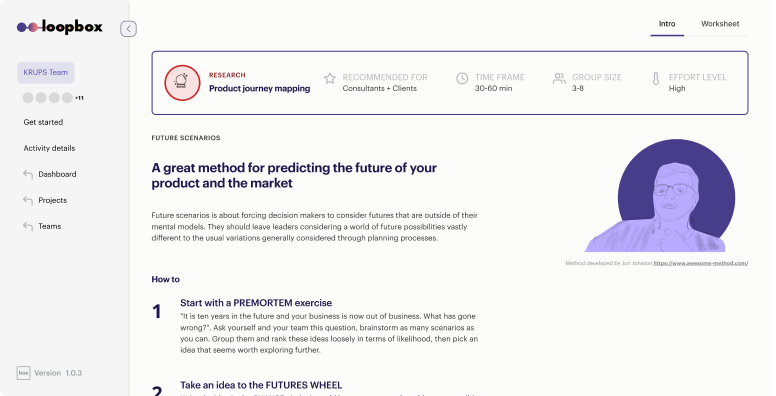 loopbox
KRUPS Team
+11
Get started
Activity details
Dashboard
Projects
Teams
box Version 1.0.3
Intro Worksheet
RESEARCH
Product journey mapping
RECOMMENDED FOR
Consultants + Clients
TIME FRAME
30-60 min
GROUP SIZE
3-8
EFFORT LEVEL
High
FUTURE SCENARIOS
A great method for predicting the future of your
product and the market
Future scenarios is about forcing decision makers to consider futures that are outside of their
mental models. They should leave leaders considering a world of future possibilities vastly
different to the usual variations generally considered through planning processes.
Method developed by Jon Joneson, https://www.awesome-method.com/
How to
1 Start with a PREMORTEM exercise
"It is ten years in the future and your business is now out of business. What has gone
wrong?". Ask yourself and your team this question, brainstorm as many scenarios as
you can. Group them and rank these ideas loosely in terms of likelihood, then pick an
idea that seems worth exploring further.
2 Take an idea to the FUTURES WHEEL